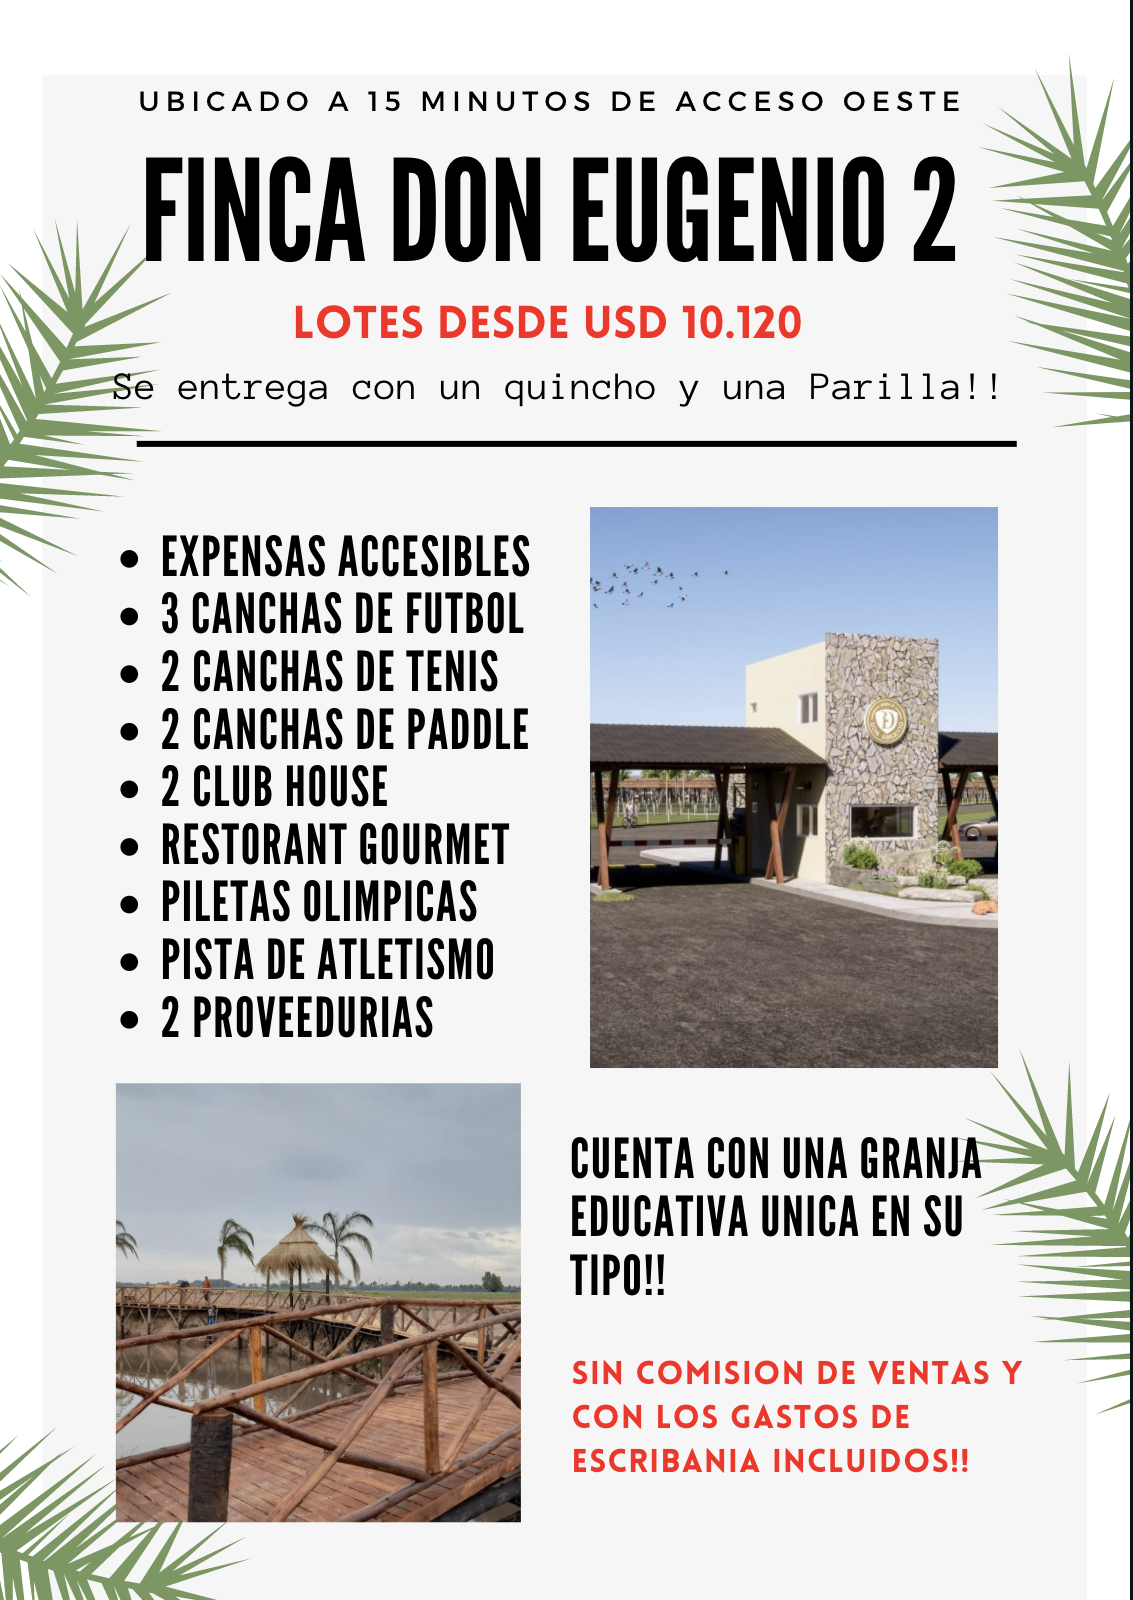 UBICADO A 15 MINUTOS DE ACCESO OESTE
FINCA DON EUGENIO 2
LOTES DESDE USD 10.120
Se entrega con un quincho y una Parilla!!
• EXPENSAS ACCESIBLES
• 3 CANCHAS DE FUTBOL
• 2 CANCHAS DE TENIS
• 2 CANCHAS DE PADDLE
• 2 CLUB HOUSE
• RESTORANT GOURMET
• PILETAS OLIMPICAS
• PISTA DE ATLETISMO
• 2 PROVEEDURIAS
CUENTA CON UNA GRANJA
EDUCATIVA UNICA EN SU
TIPO!!
SIN COMISION DE VENTAS Y
CON LOS GASTOS DE
ESCRIBANIA INCLUIDOS!!